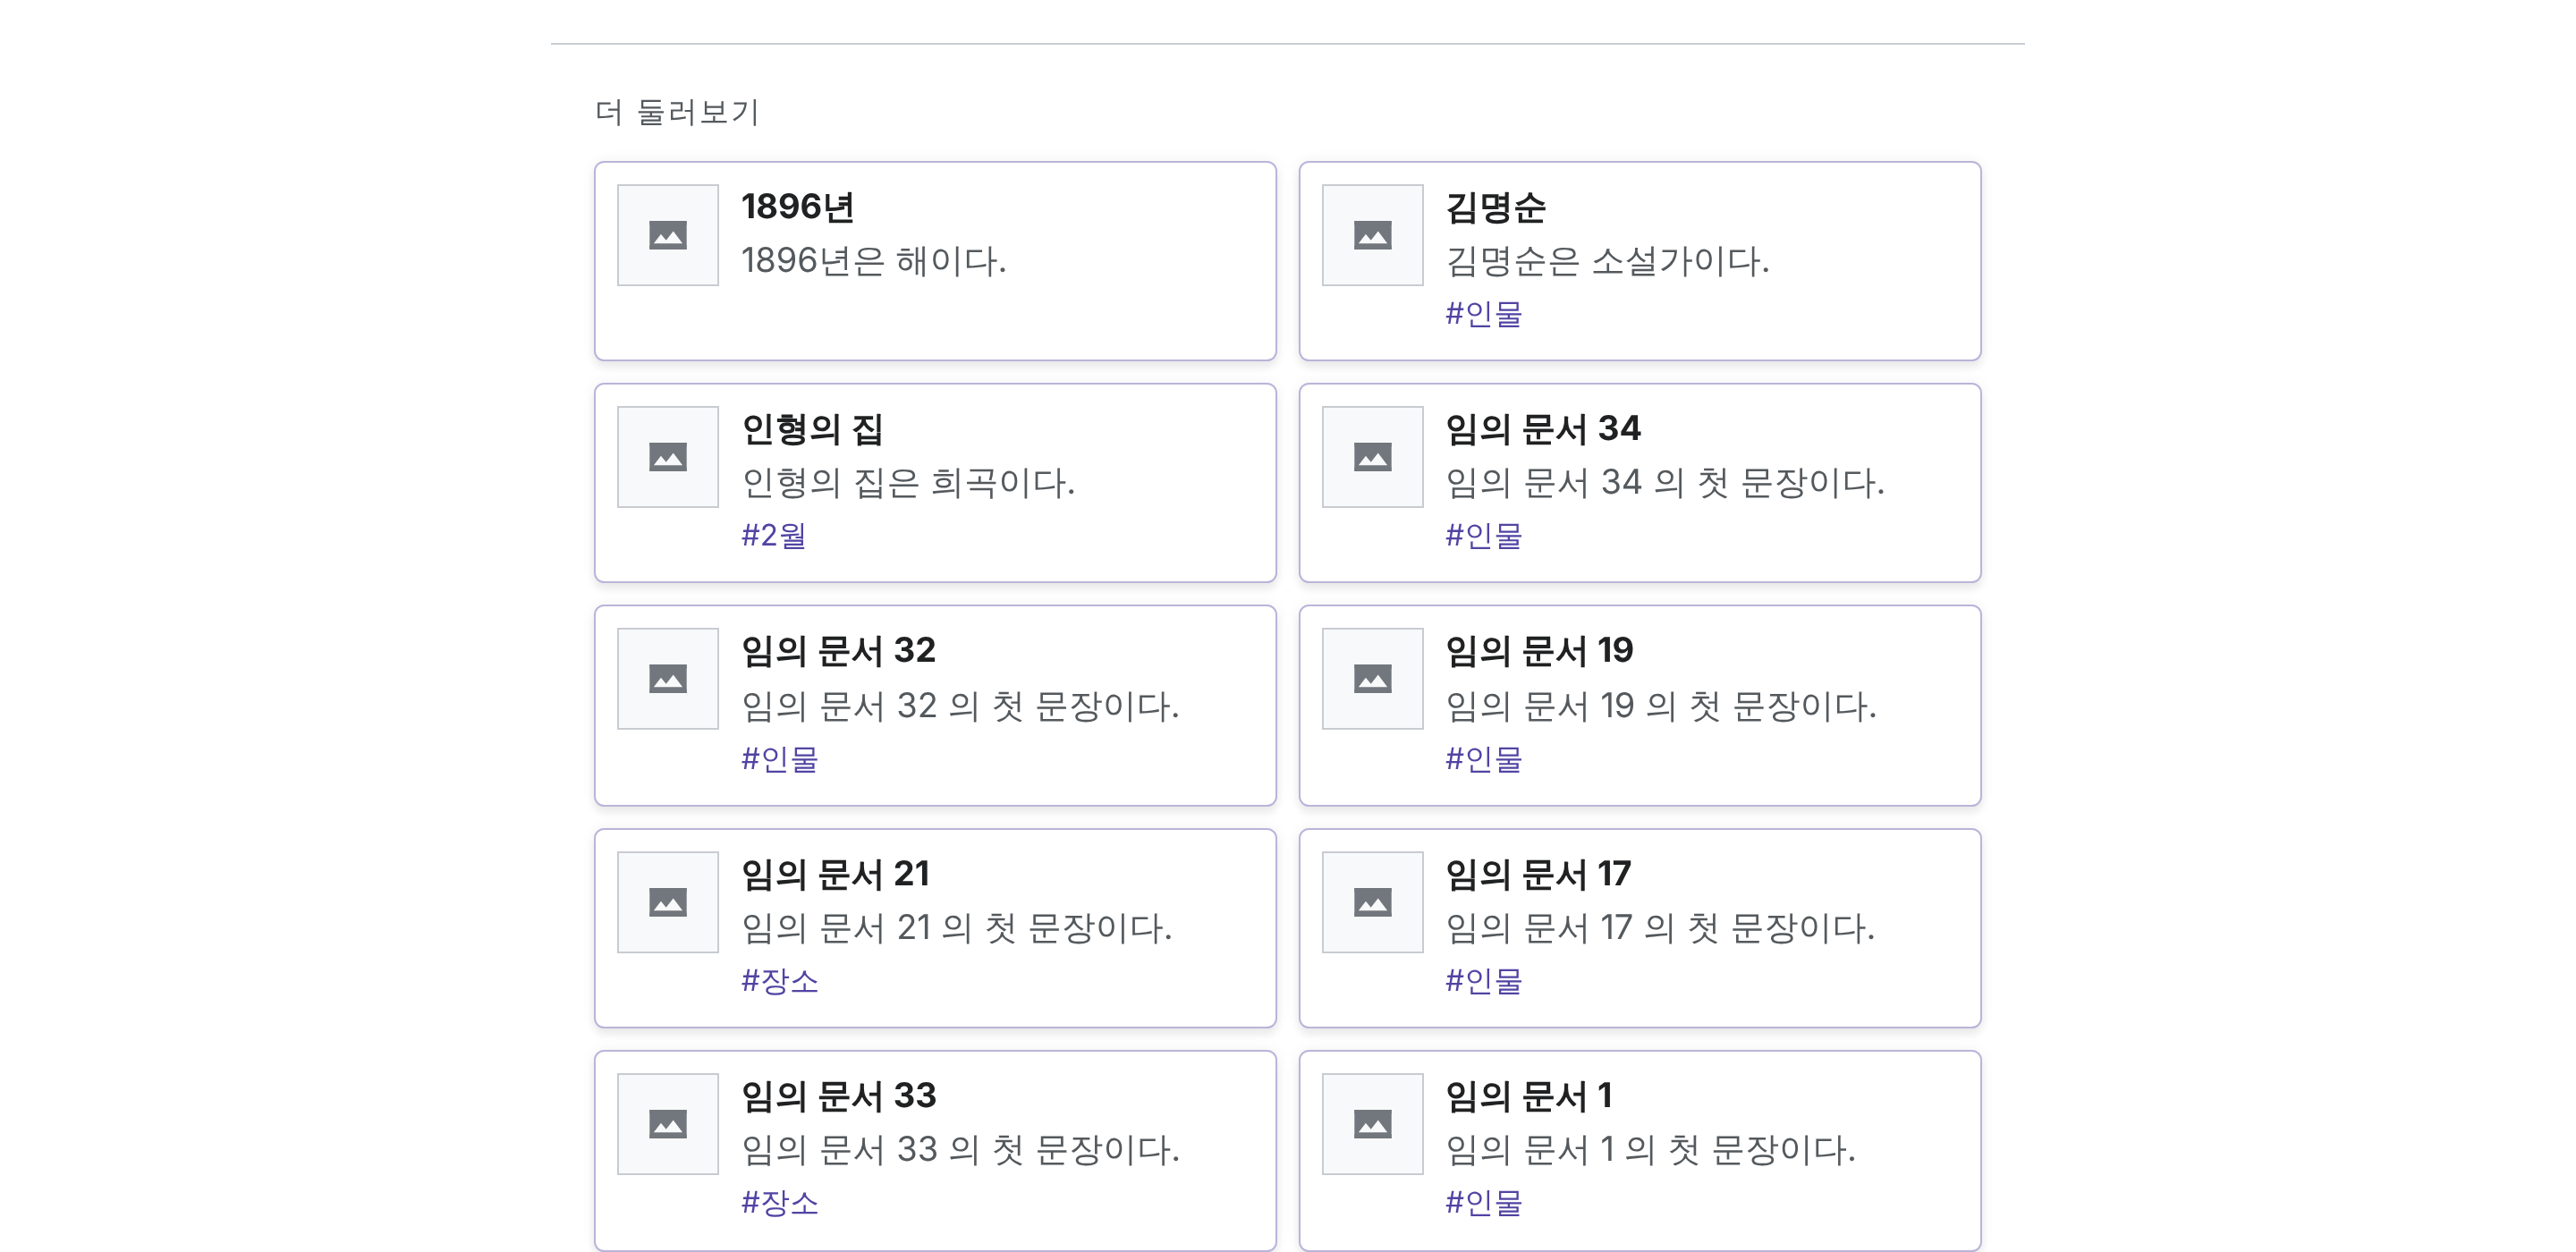 더 둘러보기
1896년
1896년은 해이다.
김명순
김명순은 소설가이다.
#인물
인형의 집
인형의 집은 희곡이다.
#2월
임의 문서 34
임의 문서 34 의 첫 문장이다.
#인물
임의 문서 32
임의 문서 32 의 첫 문장이다.
#인물
임의 문서 19
임의 문서 19 의 첫 문장이다.
#인물
임의 문서 21
임의 문서 21 의 첫 문장이다.
#장소
임의 문서 17
임의 문서 17 의 첫 문장이다.
#인물
임의 문서 33
임의 문서 33 의 첫 문장이다.
#장소
임의 문서 1
임의 문서 1 의 첫 문장이다.
#인물